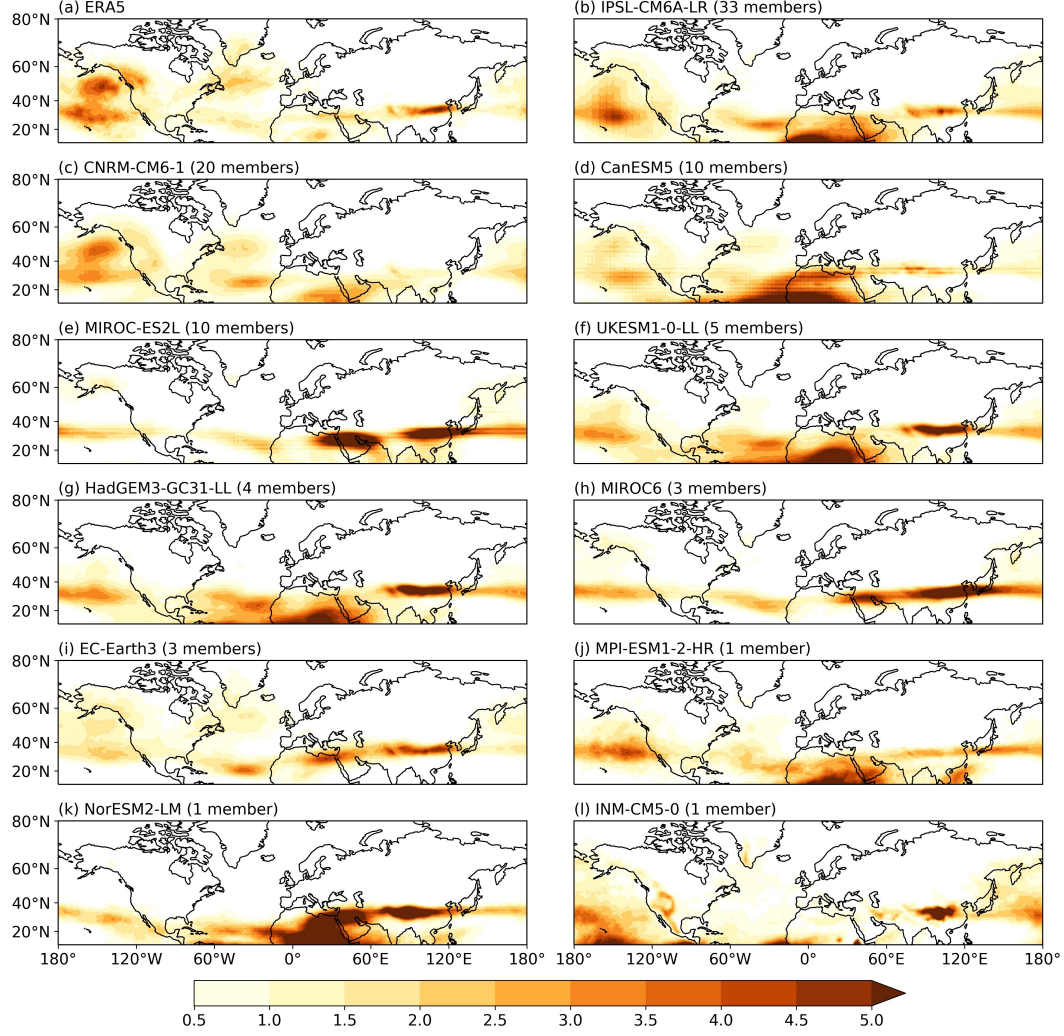 (a) ERA5
(b) IPSL-CM6A-LR (33 members)
80°N
60°N
40°N
20°N
(c) CNRM-CM6-1 (20 members)
(d) CanESM5 (10 members)
80°N
60°N
40°N
20°N
(e) MIROC-ES2L (10 members)
(f) UKESM1-0-LL (5 members)
80°N
60°N
40°N
20°N
(g) HadGEM3-GC31-LL (4 members)
(h) MIROC6 (3 members)
80°N
60°N
40°N
20°N
(i) EC-Earth3 (3 members)
(j) MPI-ESM1-2-HR (1 member)
80°N
60°N
40°N
20°N
(k) NorESM2-LM (1 member)
(l) INM-CM5-0 (1 member)
80°N
60°N
40°N
20°N
180° 120°W 60°W 0° 60°E 120°E 180° 120°W 60°W 0° 60°E 120°E 180°
0.5 1.0 1.5 2.0 2.5 3.0 3.5 4.0 4.5 5.0